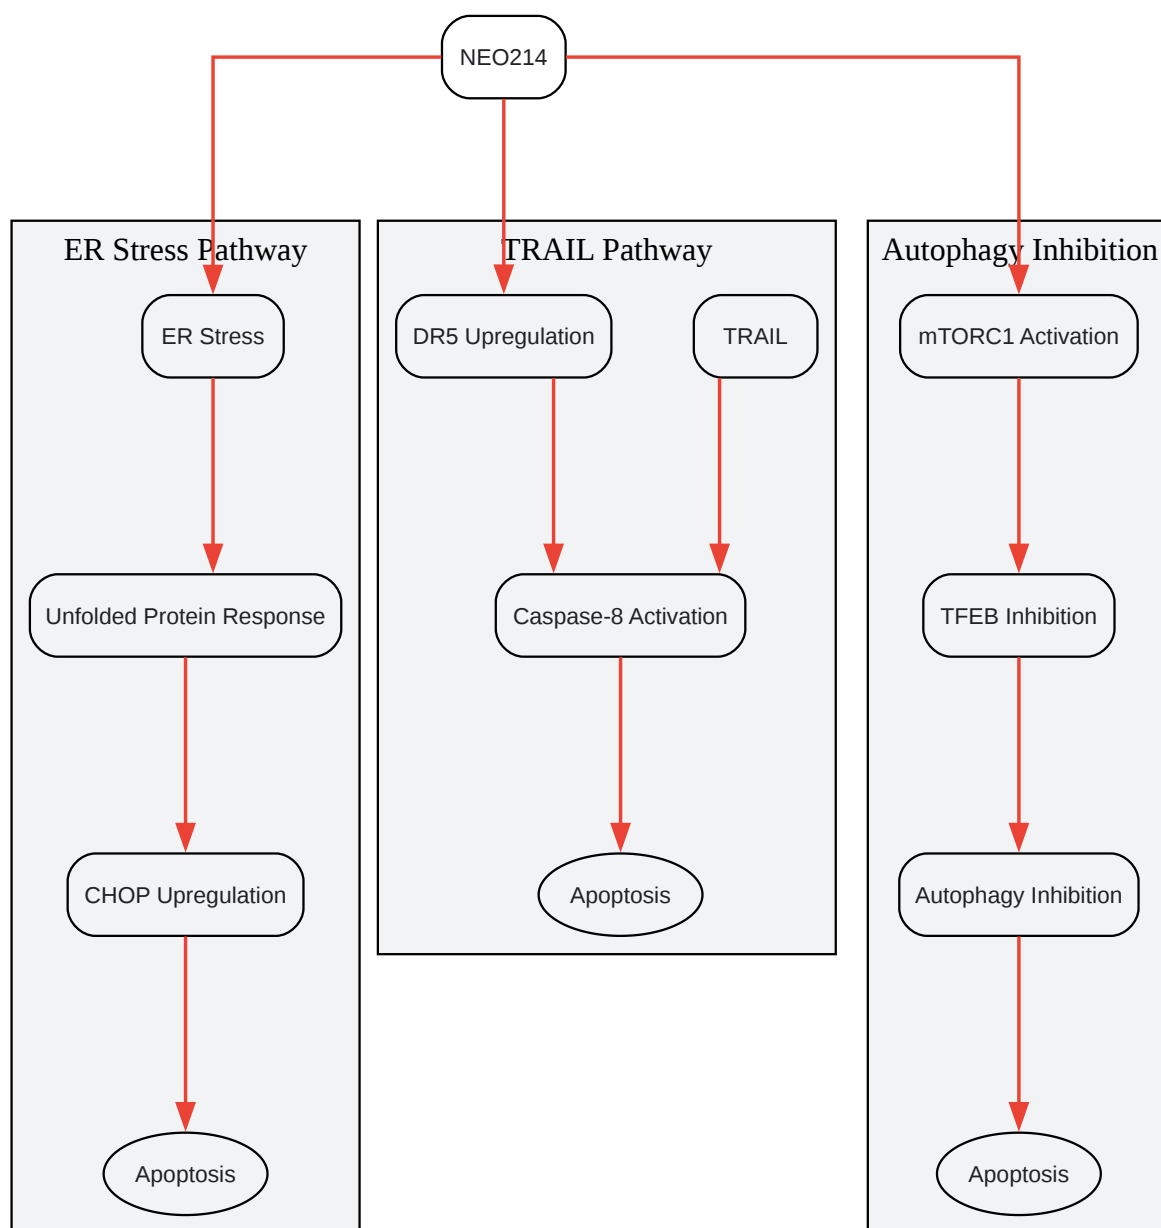 NEO214
ER Stress Pathway
TRAIL Pathway
Autophagy Inhibition
ER Stress
DR5 Upregulation
TRAIL
mTORC1 Activation
Unfolded Protein Response
Caspase-8 Activation
TFEB Inhibition
CHOP Upregulation
Apoptosis
Autophagy Inhibition
Apoptosis
Apoptosis